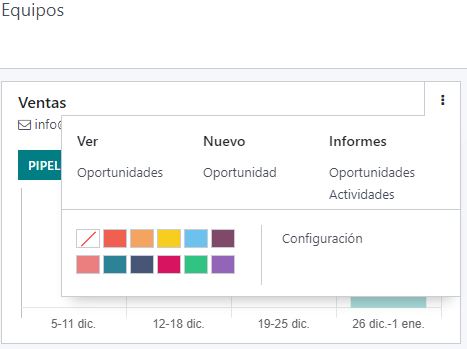 Equipos
Ventas
info@
Ver Nuevo Informes
PIPEL
Oportunidades Oportunidad Oportunidades
Actividades
Configuración
5-11 dic. 12-18 dic. 19-25 dic. 26 dic.-1 ene.